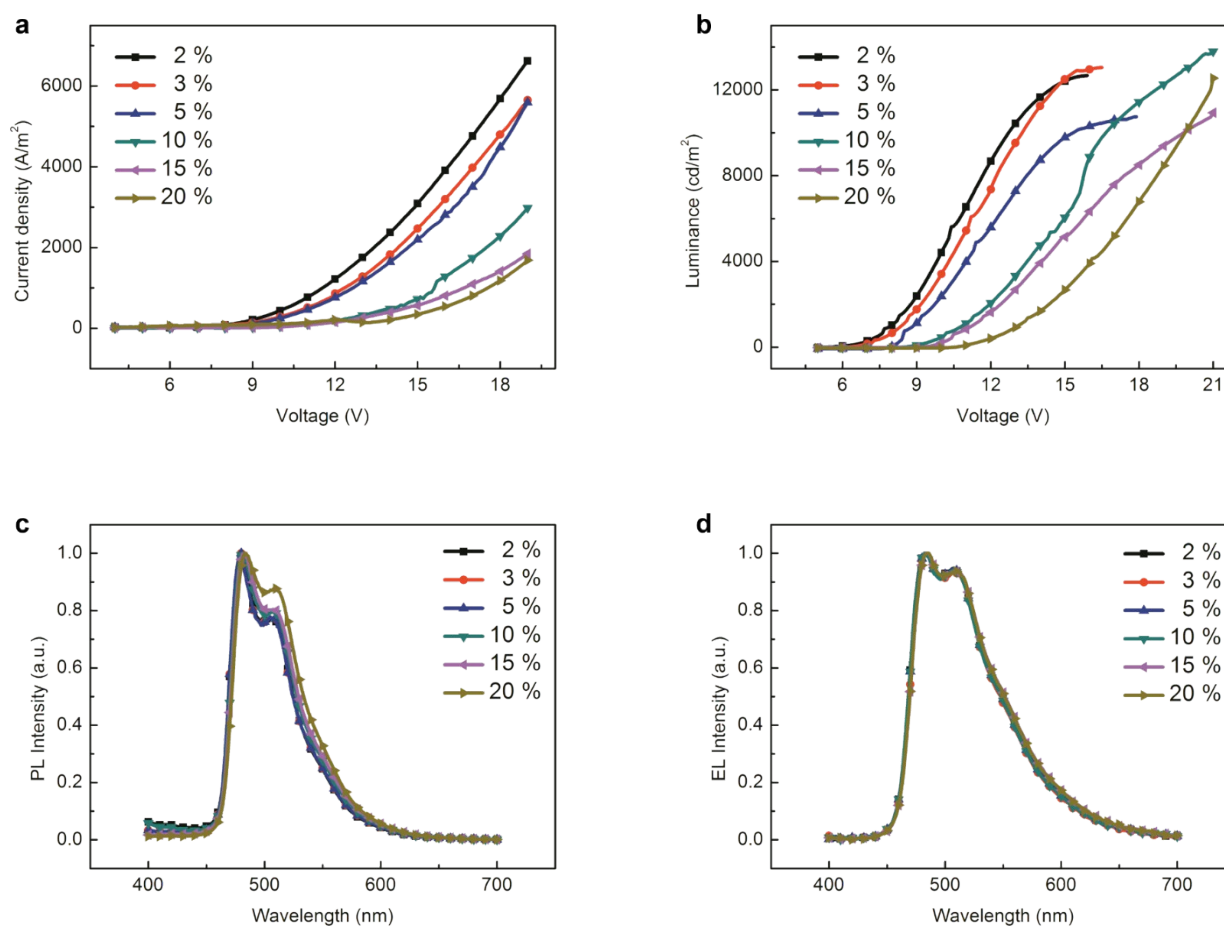 a
Current density (A/m²)
6000
4000
2000
0
2 %
3 %
5 %
10 %
15 %
20 %
6 9 12 15 18
Voltage (V)
b
Luminance (cd/m²)
12000
8000
4000
0
2 %
3 %
5 %
10 %
15 %
20 %
6 9 12 15 18 21
Voltage (V)
c
PL Intensity (a.u.)
1.0
0.8
0.6
0.4
0.2
0.0
2 %
3 %
5 %
10 %
15 %
20 %
400 500 600 700
Wavelength (nm)
d
EL Intensity (a.u.)
1.0
0.8
0.6
0.4
0.2
0.0
2 %
3 %
5 %
10 %
15 %
20 %
400 500 600 700
Wavelength (nm)